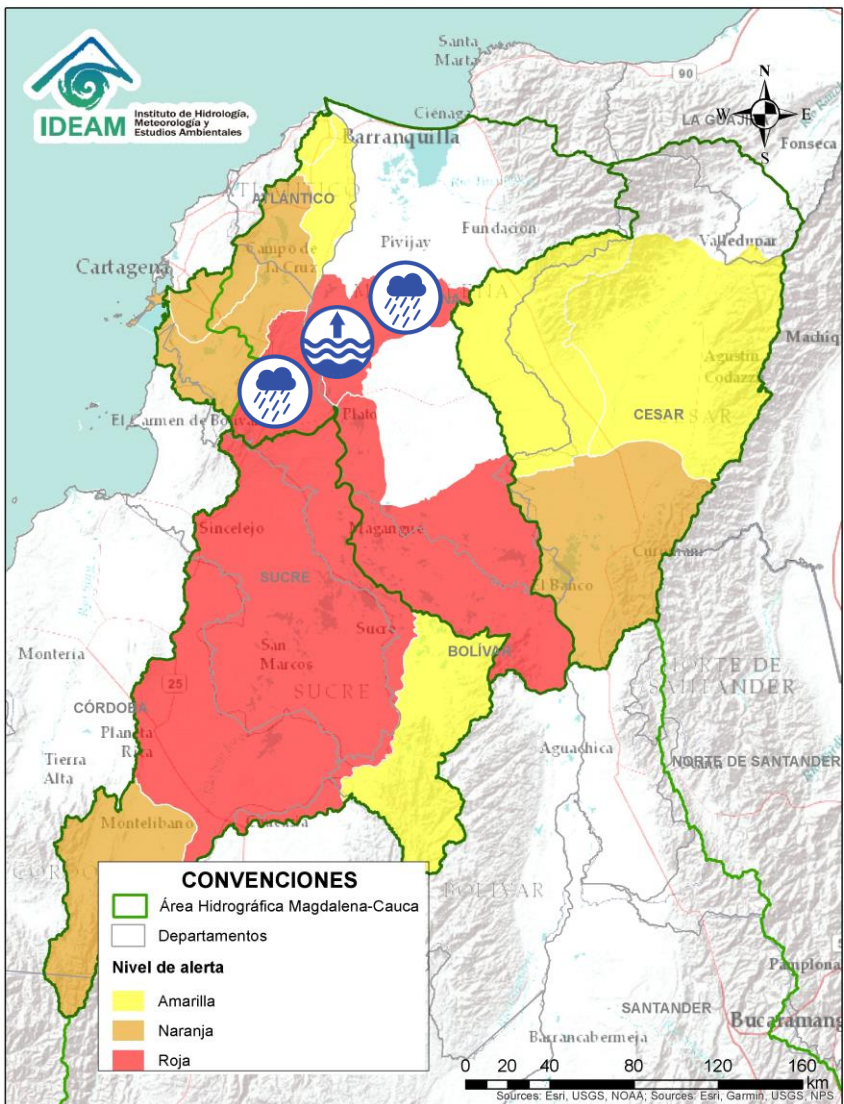 IDEAM
Instituto de Hidrología,
Meteorología y
Estudios Ambientales
Santa
Marta
90
N
W
E
S
Ciénaga
LA GUAJI
Fonseca
Barranquilla
ATLÁNTICO
Fundación
Pivijay
Valledupar
Cartagena
Campo de
la Cruz
Agustín
Codazzi
CESAR
El Carmen de Bolívar
Plato
Sincelejo
Magangué
SUCRE
El Banco
Sucre
San
Marcos
BOLÍVAR
Montería
SUCRE
NORTE DE
SANTANDER
25
CÓRDOBA
Planeta
Rica
Aguachica
NORTE DE SANTANDER
Tierra
Alta
Montelibano
BOLÍVAR
CONVENCIONES
Área Hidrográfica Magdalena-Cauca
Departamentos
Nivel de alerta
Amarilla
Naranja
Roja
Pamplona
SANTANDER
Bucaramang
Barrancabermeja
0 20 40 80 120 160
km
Sources: Esri, USGS, NOAA; Sources: Esri, Garmin, USGS, NPS